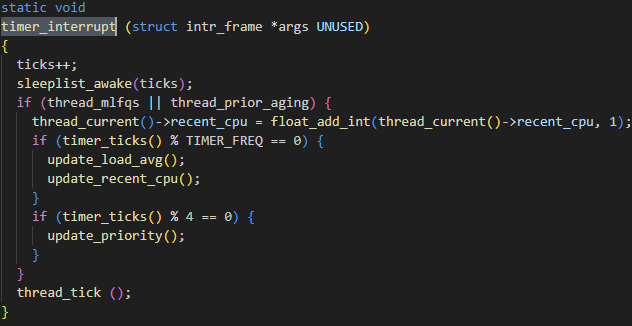 static void
timer_interrupt (struct intr_frame *args UNUSED)
{
  ticks++;
  sleeplist_awake(ticks);
  if (thread_mlfqs || thread_prior_aging) {
    thread_current()->recent_cpu = float_add_int(thread_current()->recent_cpu, 1);
    if (timer_ticks() % TIMER_FREQ == 0) {
      update_load_avg();
      update_recent_cpu();
    }
    if (timer_ticks() % 4 == 0) {
      update_priority();
    }
  }
  thread_tick ();
}